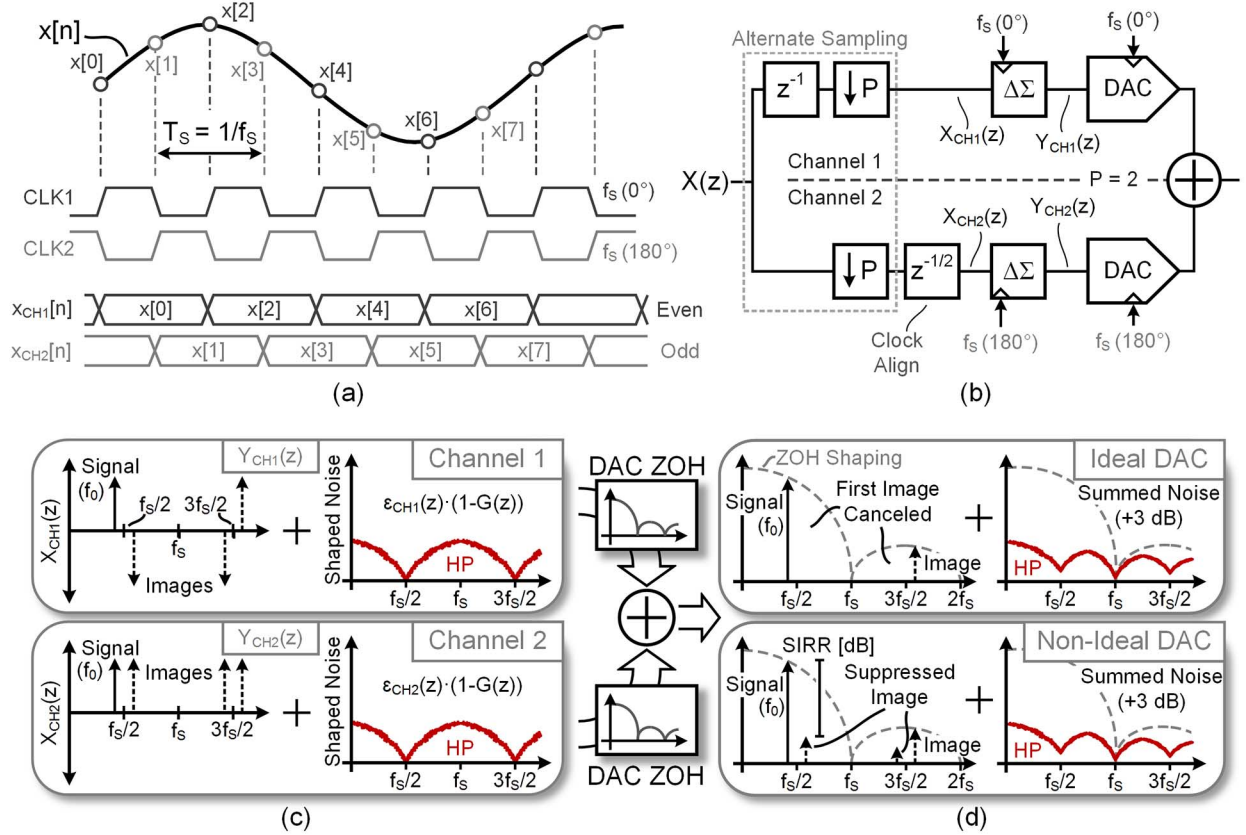 x[n]
x[0]
x[1]
x[2]
x[3]
x[4]
x[5]
x[6]
x[7]
T_S = 1/f_S
CLK1
f_S (0°)
CLK2
f_S (180°)
x_CH1[n]
x[0]
x[2]
x[4]
x[6]
Even
x_CH2[n]
x[1]
x[3]
x[5]
x[7]
Odd
(a)
Alternate Sampling
f_S (0°)
f_S (0°)
z^-1
↓P
ΔΣ
DAC
X_CH1(z)
Y_CH1(z)
Channel 1
X(z)
P = 2
Channel 2
X_CH2(z)
Y_CH2(z)
↓P
z^-1/2
ΔΣ
DAC
Clock
Align
f_S (180°)
f_S (180°)
(b)
Y_CH1(z)
Channel 1
X_CH1(z)
Signal
(f_0)
f_S/2
3f_S/2
f_S
Images
+
Shaped Noise
ε_CH1(z)·(1-G(z))
HP
f_S/2
f_S
3f_S/2
Y_CH2(z)
Channel 2
X_CH2(z)
Signal
(f_0)
Images
f_S/2
f_S
3f_S/2
+
Shaped Noise
ε_CH2(z)·(1-G(z))
HP
f_S/2
f_S
3f_S/2
(c)
DAC ZOH
DAC ZOH
Ideal DAC
ZOH Shaping
Signal
(f_0)
First Image
Canceled
Image
f_S/2
f_S
3f_S/2
2f_S
+
Summed Noise
(+3 dB)
HP
f_S/2
f_S
3f_S/2
Non-Ideal DAC
SIRR [dB]
Signal
(f_0)
Suppressed
Image
Image
f_S/2
f_S
3f_S/2
2f_S
+
Summed Noise
(+3 dB)
HP
f_S/2
f_S
3f_S/2
(d)